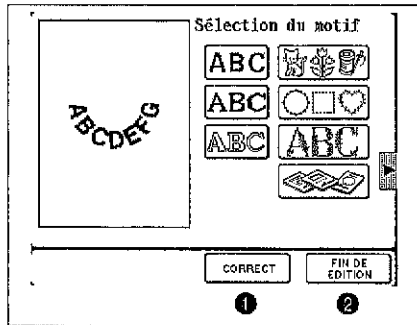 Sélection du motif
ABC
ABC
ABC
ABC
ABCDEFG
CORRECT
FIN DE
EDITION
1
2